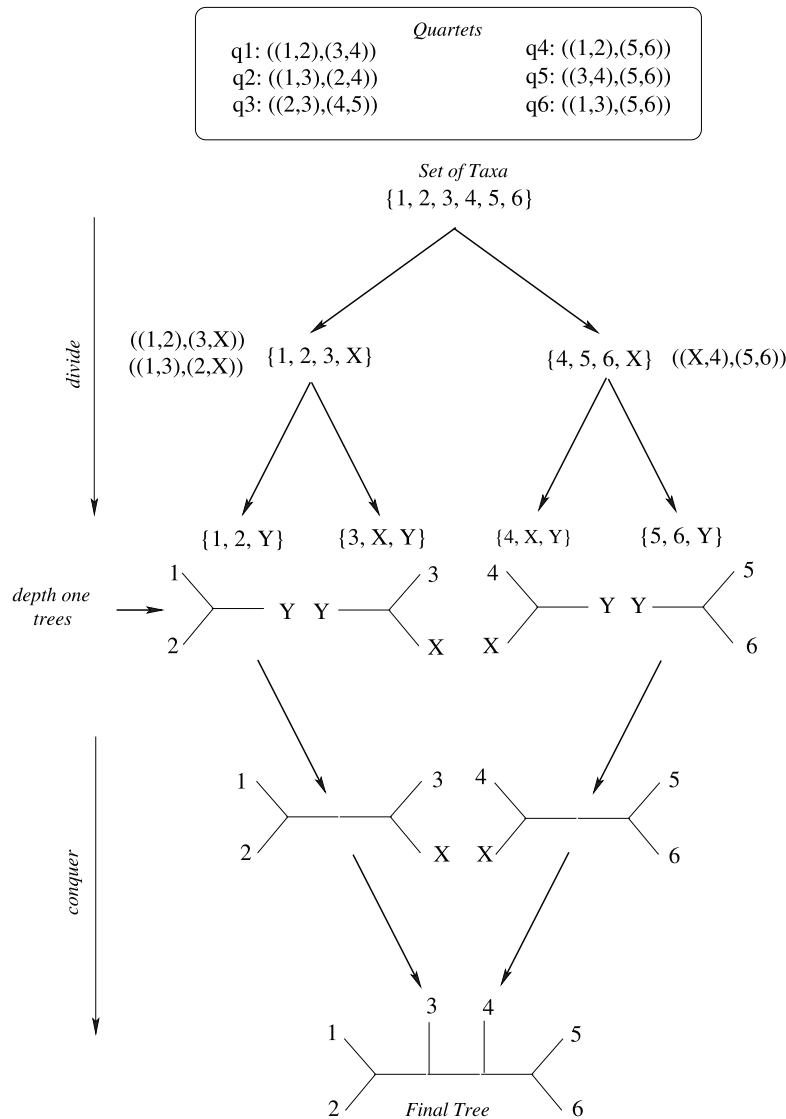 Quartets
q1: ((1,2),(3,4)) q4: ((1,2),(5,6))
q2: ((1,3),(2,4)) q5: ((3,4),(5,6))
q3: ((2,3),(4,5)) q6: ((1,3),(5,6))
Set of Taxa
{1, 2, 3, 4, 5, 6}
divide
((1,2),(3,X))
((1,3),(2,X))
{1, 2, 3, X}
{4, 5, 6, X}
((X,4),(5,6))
{1, 2, Y} {3, X, Y} {4, X, Y} {5, 6, Y}
depth one
trees
1 3 4 5
Y Y Y Y
2 X X 6
conquer
1 3 4 5
2 X X 6
3 4
1 5
2 6
Final Tree